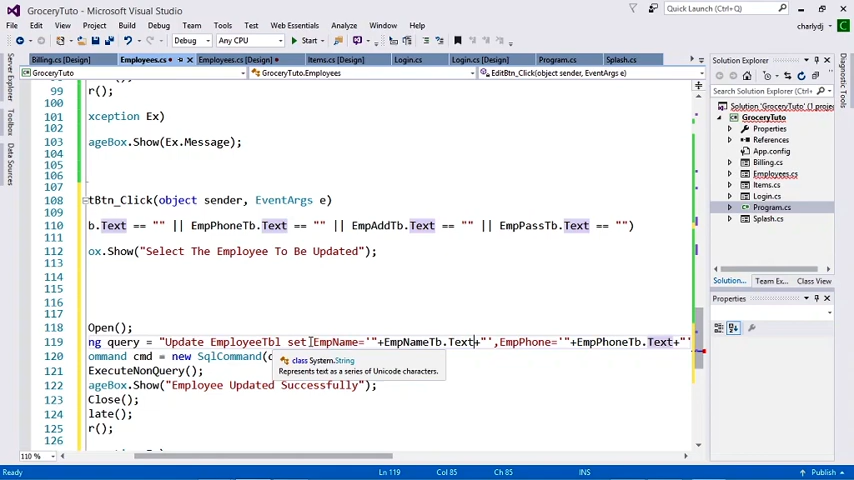 GroceryTuto - Microsoft Visual Studio
Quick Launch (Ctrl+Q)
File Edit View Project Build Debug Team Tools Test Web Essentials Analyze Window Help
charlydj
Debug Any CPU Start
Billing.cs [Design] Employees.cs Employees.cs [Design] Items.cs [Design] Login.cs Login.cs [Design] Program.cs Splash.cs
GroceryTuto GroceryTuto.Employees EditBtn_Click(object sender, EventArgs e)
Server Explorer
Toolbox
Data Sources
99 r();
100
101 xception Ex)
102
103 ageBox.Show(Ex.Message);
104
105
106
107
108 tBtn_Click(object sender, EventArgs e)
109
110 b.Text == "" || EmpPhoneTb.Text == "" || EmpAddTb.Text == "" || EmpPassTb.Text == "")
111
112 ox.Show("Select The Employee To Be Updated");
113
114
115
116
117
118 Open();
119 ng query = "Update EmployeeTbl set EmpName='"+EmpNameTb.Text+"',EmpPhone='"+EmpPhoneTb.Text+"'
120 ommand cmd = new SqlCommand(
121 ExecuteNonQuery();
122 ageBox.Show("Employee Updated Successfully");
123 Close();
124 late();
125 r();
126
class System.String
Represents text as a series of Unicode characters.
110 %
Solution Explorer
Search Solution Explorer (Ctrl+;)
Solution 'GroceryTuto' (1 projec
GroceryTuto
Properties
References
App.config
Billing.cs
Employees.cs
Items.cs
Login.cs
Program.cs
Splash.cs
Solution... Team Ex... Class View
Properties
Diagnostic Tools
Ready Ln 119 Col 85 Ch 85 INS Publish